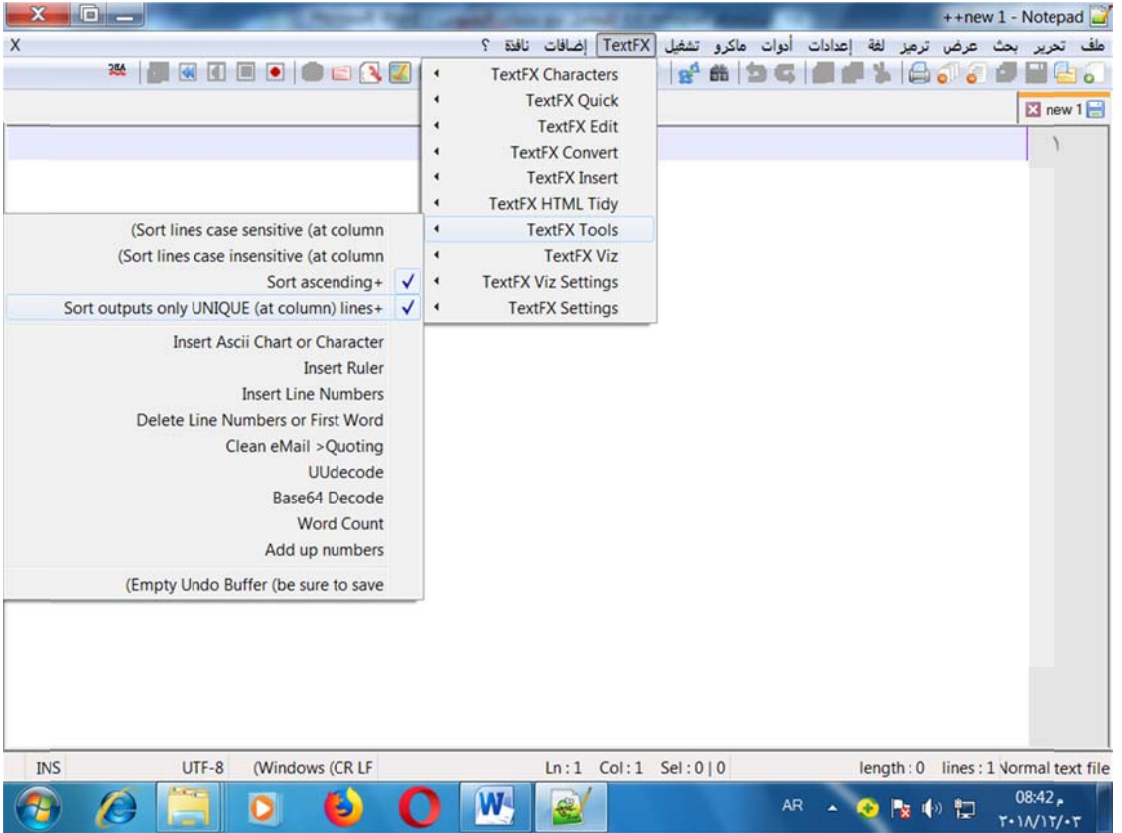 ++new 1 - Notepad
ملف تحرير بحث عرض ترميز لغة إعدادات أدوات ماكرو تشغيل TextFX إضافات نافذة ؟
X
new 1
١
TextFX Characters
TextFX Quick
TextFX Edit
TextFX Convert
TextFX Insert
TextFX HTML Tidy
TextFX Tools
TextFX Viz
TextFX Viz Settings
TextFX Settings
(Sort lines case sensitive (at column
(Sort lines case insensitive (at column
Sort ascending+
Sort outputs only UNIQUE (at column) lines+
Insert Ascii Chart or Character
Insert Ruler
Insert Line Numbers
Delete Line Numbers or First Word
Clean eMail >Quoting
UUdecode
Base64 Decode
Word Count
Add up numbers
(Empty Undo Buffer (be sure to save
INS UTF-8 (Windows (CR LF Ln : 1 Col : 1 Sel : 0 | 0 length : 0 lines : 1 Normal text file
AR 08:42 م
٢٠١٨/١٢/٠٣